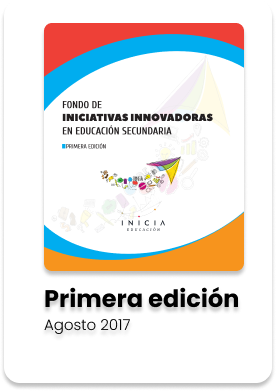 FONDO DE
INICIATIVAS INNOVADORAS
EN EDUCACIÓN SECUNDARIA
PRIMERA EDICIÓN
INICIA
EDUCACIÓN
Primera edición
Agosto 2017